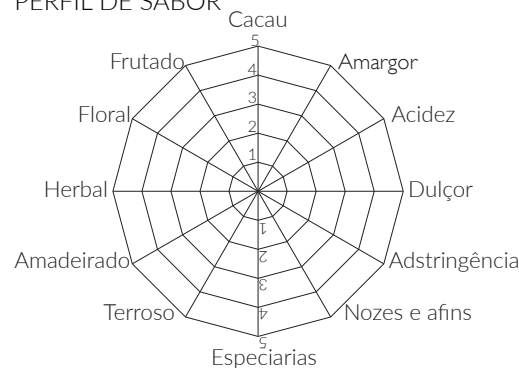 PERFIL DE SABOR
Cacau
5
Frutado
4
Amargor
3
Floral
2
Acidez
1
Herbal
Dulçor
1
Amadeirado
2
Adstringência
3
Terroso
4
Nozes e afins
5
Especiarias